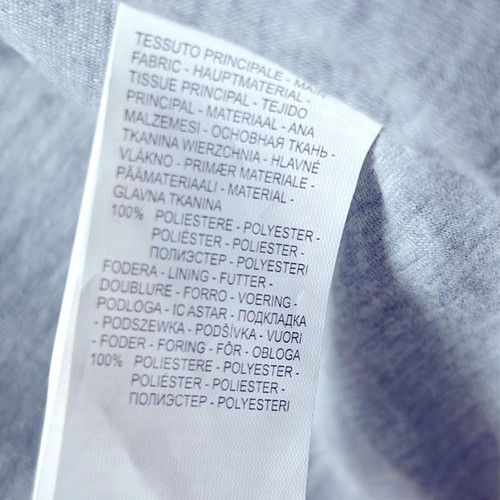 TESSUTO PRINCIPALE - MAIN
FABRIC - HAUPTMATERIAL -
TISSUE PRINCIPAL - TEJIDO
PRINCIPAL - MATERIAAL - ANA
MALZEMESI - ОСНОВНАЯ ТКАНЬ -
TKANINA WIERZCHNIA - HLAVNÉ
VLÁKNO - PRIMÆR MATERIALE -
PÄÄMATERIAALI - MATERIAL -
GLAVNA TKANINA
100% POLIESTERE - POLYESTER -
POLIÉSTER - POLIESTER -
ПОЛИЭСТЕР - POLYESTERI
FODERA - LINING - FUTTER -
DOUBLURE - FORRO - VOERING -
PODLOGA - IC ASTAR - ПОДКЛАДКА
- PODSZEWKA - PODŠÍVKA - VUORI
- FODER - FORING - FÔR - OBLOGA
100% POLIESTERE - POLYESTER -
POLIÉSTER - POLIESTER -
ПОЛИЭСТЕР - POLYESTERI